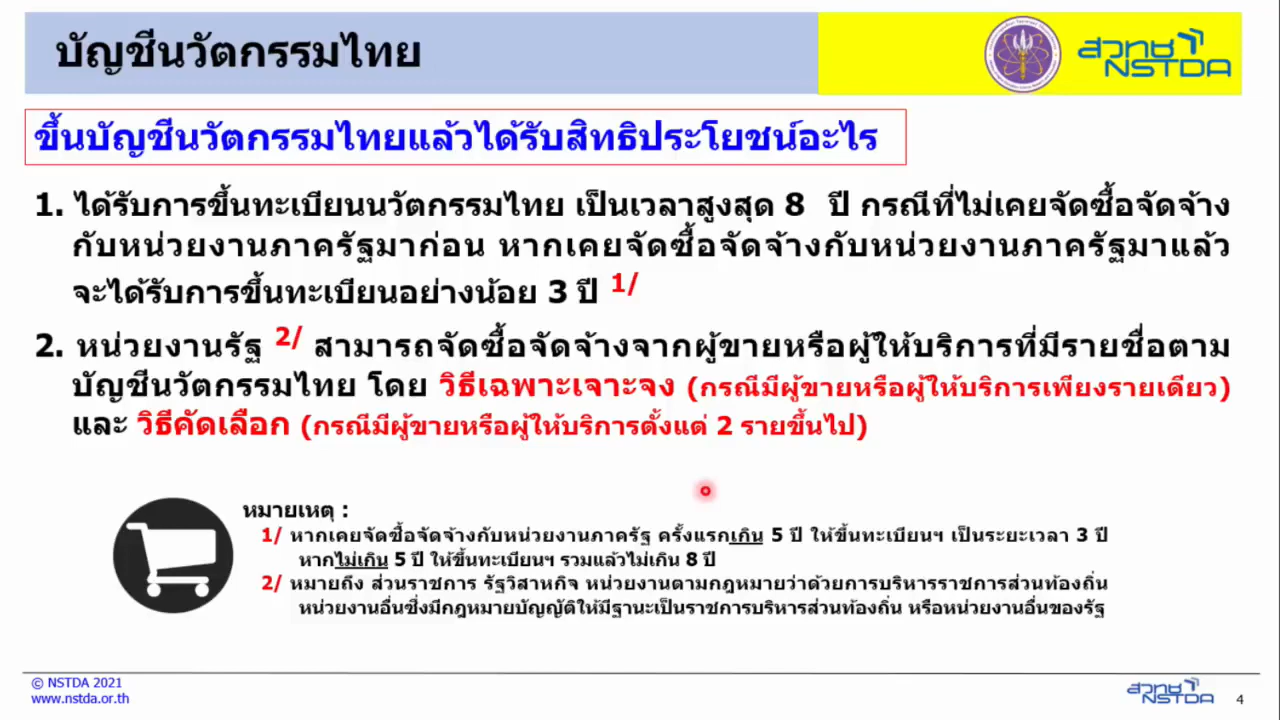 บัญชีนวัตกรรมไทย
สวทช
NSTDA
ขึ้นบัญชีนวัตกรรมไทยแล้วได้รับสิทธิประโยชน์อะไร
1. ได้รับการขึ้นทะเบียนนวัตกรรมไทย เป็นเวลาสูงสุด 8 ปี กรณีที่ไม่เคยจัดซื้อจัดจ้าง
กับหน่วยงานภาครัฐมาก่อน หากเคยจัดซื้อจัดจ้างกับหน่วยงานภาครัฐมาแล้ว
จะได้รับการขึ้นทะเบียนอย่างน้อย 3 ปี 1/
2. หน่วยงานรัฐ 2/ สามารถจัดซื้อจัดจ้างจากผู้ขายหรือผู้ให้บริการที่มีรายชื่อตาม
บัญชีนวัตกรรมไทย โดย วิธีเฉพาะเจาะจง (กรณีมีผู้ขายหรือผู้ให้บริการเพียงรายเดียว)
และ วิธีคัดเลือก (กรณีมีผู้ขายหรือผู้ให้บริการตั้งแต่ 2 รายขึ้นไป)
หมายเหตุ :
1/ หากเคยจัดซื้อจัดจ้างกับหน่วยงานภาครัฐ ครั้งแรกเกิน 5 ปี ให้ขึ้นทะเบียนฯ เป็นระยะเวลา 3 ปี
หากไม่เกิน 5 ปี ให้ขึ้นทะเบียนฯ รวมแล้วไม่เกิน 8 ปี
2/ หมายถึง ส่วนราชการ รัฐวิสาหกิจ หน่วยงานตามกฎหมายว่าด้วยการบริหารราชการส่วนท้องถิ่น
หน่วยงานอื่นซึ่งมีกฎหมายบัญญัติให้มีฐานะเป็นราชการบริหารส่วนท้องถิ่น หรือหน่วยงานอื่นของรัฐ
© NSTDA 2021
www.nstda.or.th
สวทช
NSTDA
4